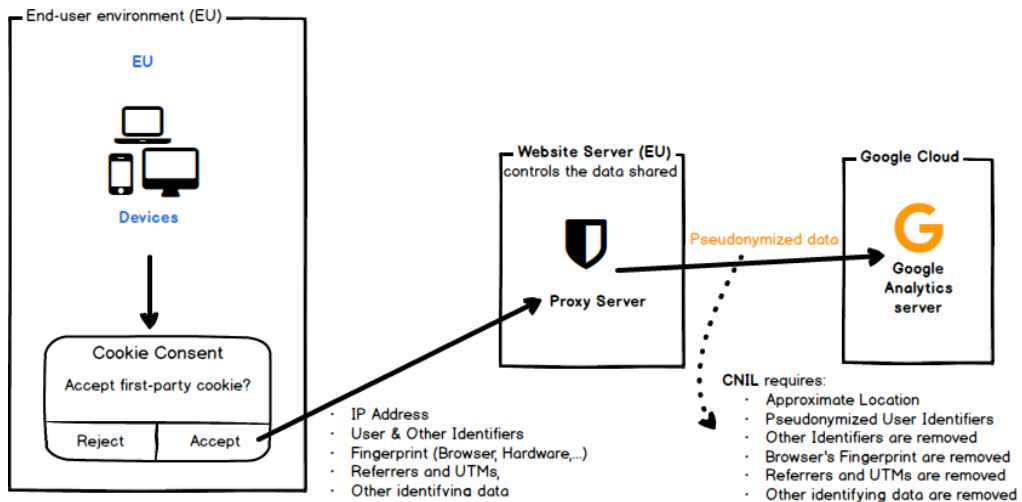 End-user environment (EU)
EU
Devices
Cookie Consent
Accept first-party cookie?
Reject
Accept
· IP Address
· User & Other Identifiers
· Fingerprint (Browser, Hardware,...)
· Referrers and UTMs,
· Other identifying data
Website Server (EU)
controls the data shared
Proxy Server
Pseudonymized data
Google Cloud
G
Google
Analytics
server
CNIL requires:
· Approximate Location
· Pseudonymized User Identifiers
· Other Identifiers are removed
· Browser's Fingerprint are removed
· Referrers and UTMs are removed
· Other identifying data are removed